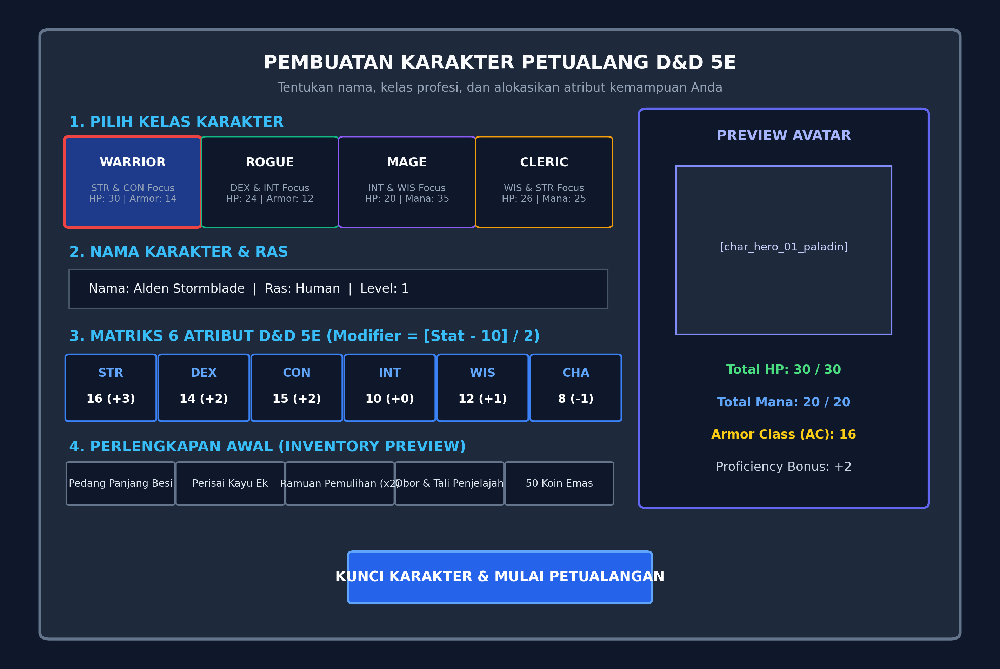 PEMBUATAN KARAKTER PETUALANG D&D 5E
Tentukan nama, kelas profesi, dan alokasikan atribut kemampuan Anda
1. PILIH KELAS KARAKTER
WARRIOR
STR & CON Focus
HP: 30 | Armor: 14
ROGUE
DEX & INT Focus
HP: 24 | Armor: 12
MAGE
INT & WIS Focus
HP: 20 | Mana: 35
CLERIC
WIS & STR Focus
HP: 26 | Mana: 25
2. NAMA KARAKTER & RAS
Nama: Alden Stormblade | Ras: Human | Level: 1
3. MATRIKS 6 ATRIBUT D&D 5E (Modifier = [Stat - 10] / 2)
STR
16 (+3)
DEX
14 (+2)
CON
15 (+2)
INT
10 (+0)
WIS
12 (+1)
CHA
8 (-1)
4. PERLENGKAPAN AWAL (INVENTORY PREVIEW)
Pedang Panjang Besi
Perisai Kayu Ek
Ramuan Pemulihan (x2)
Obor & Tali Penjelajah
50 Koin Emas
PREVIEW AVATAR
[char_hero_01_paladin]
Total HP: 30 / 30
Total Mana: 20 / 20
Armor Class (AC): 16
Proficiency Bonus: +2
KUNCI KARAKTER & MULAI PETUALANGAN